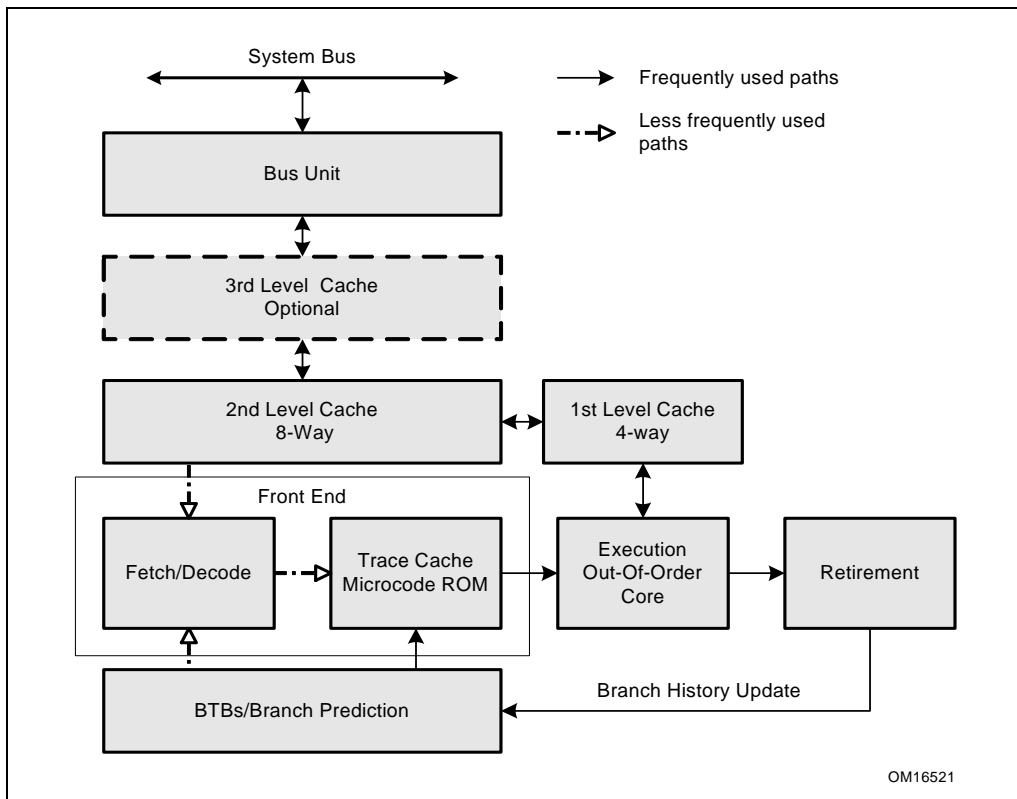 System Bus
Frequently used paths
Less frequently used
paths
Bus Unit
3rd Level Cache
Optional
2nd Level Cache
8-Way
1st Level Cache
4-way
Front End
Fetch/Decode
Trace Cache
Microcode ROM
Execution
Out-Of-Order
Core
Retirement
BTBs/Branch Prediction
Branch History Update
OM16521